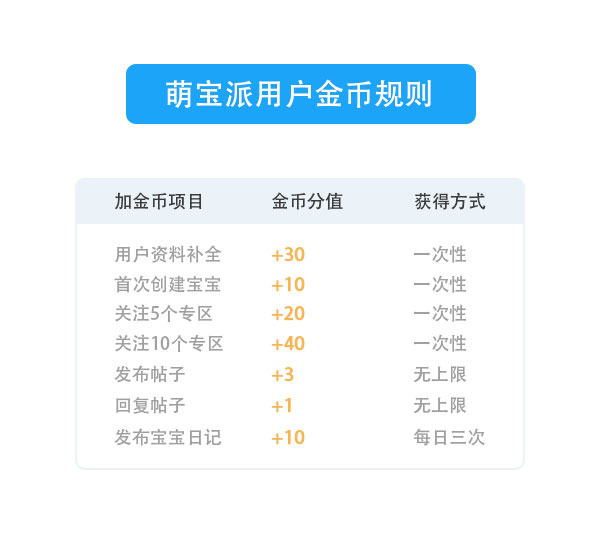 萌宝派用户金币规则
加金币项目 金币分值 获得方式
用户资料补全 +30 一次性
首次创建宝宝 +10 一次性
关注5个专区 +20 一次性
关注10个专区 +40 一次性
发布帖子 +3 无上限
回复帖子 +1 无上限
发布宝宝日记 +10 每日三次